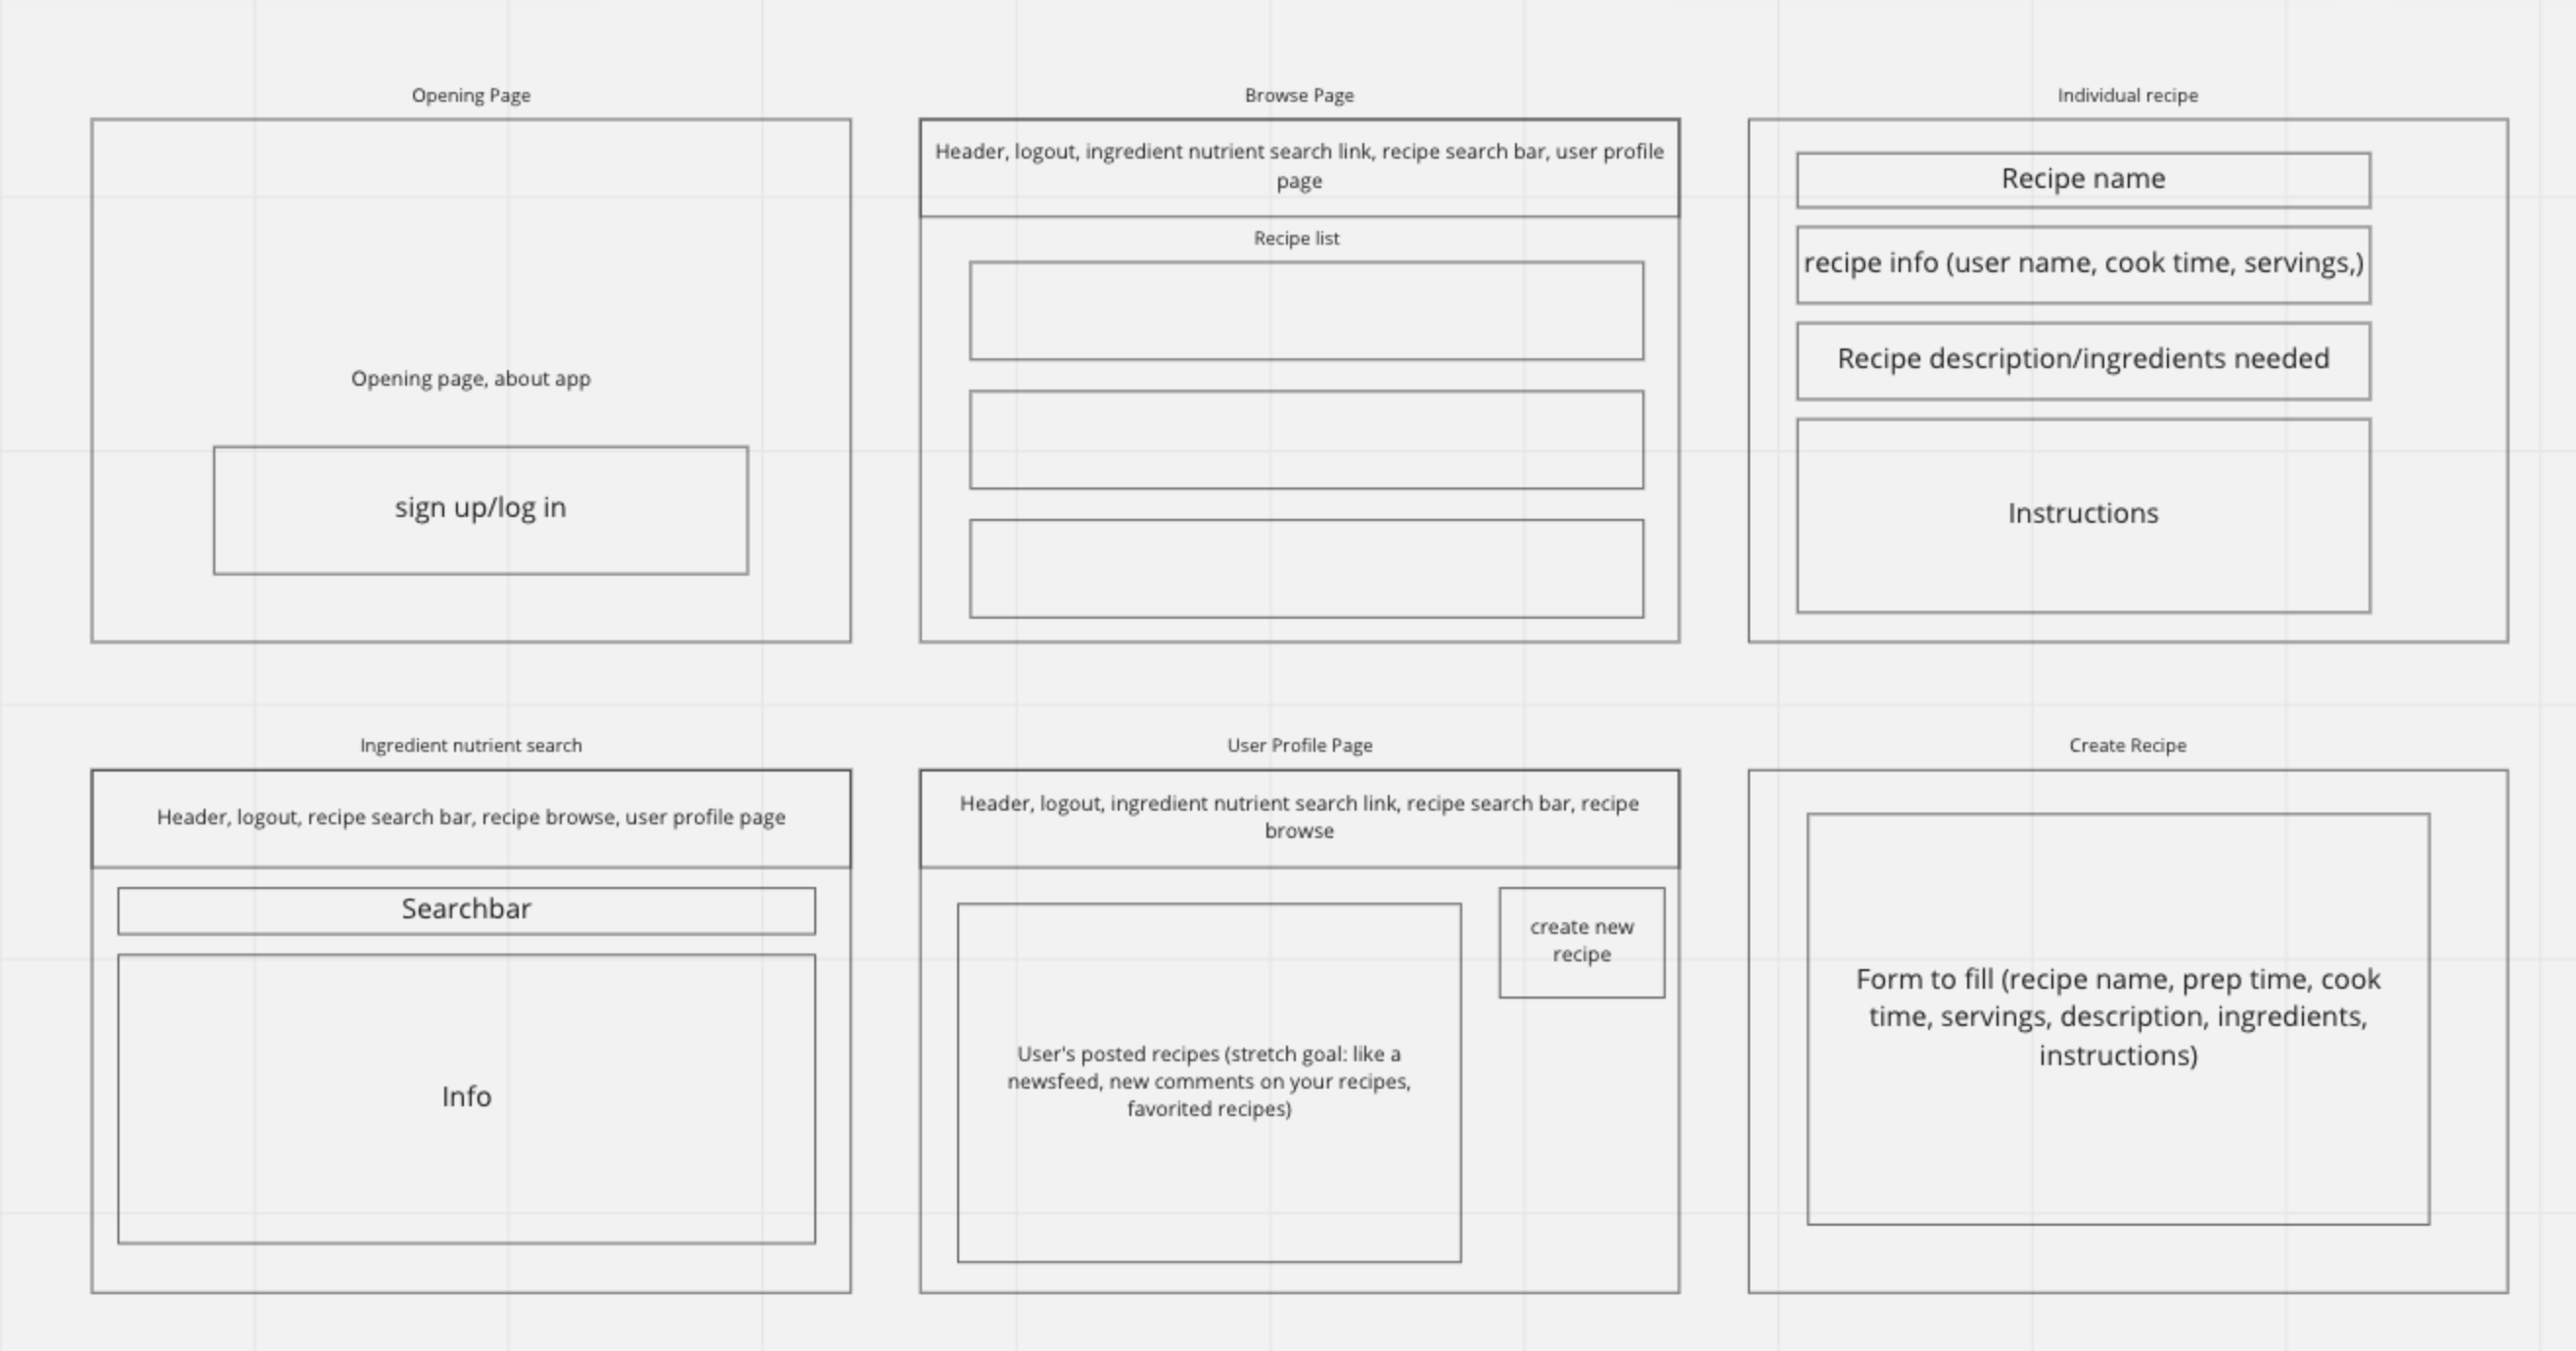 Opening Page
Opening page, about app
sign up/log in
Browse Page
Header, logout, ingredient nutrient search link, recipe search bar, user profile
page
Recipe list
Individual recipe
Recipe name
recipe info (user name, cook time, servings,)
Recipe description/ingredients needed
Instructions
Ingredient nutrient search
Header, logout, recipe search bar, recipe browse, user profile page
Searchbar
Info
User Profile Page
Header, logout, ingredient nutrient search link, recipe search bar, recipe
browse
create new
recipe
User's posted recipes (stretch goal: like a
newsfeed, new comments on your recipes,
favorited recipes)
Create Recipe
Form to fill (recipe name, prep time, cook
time, servings, description, ingredients,
instructions)